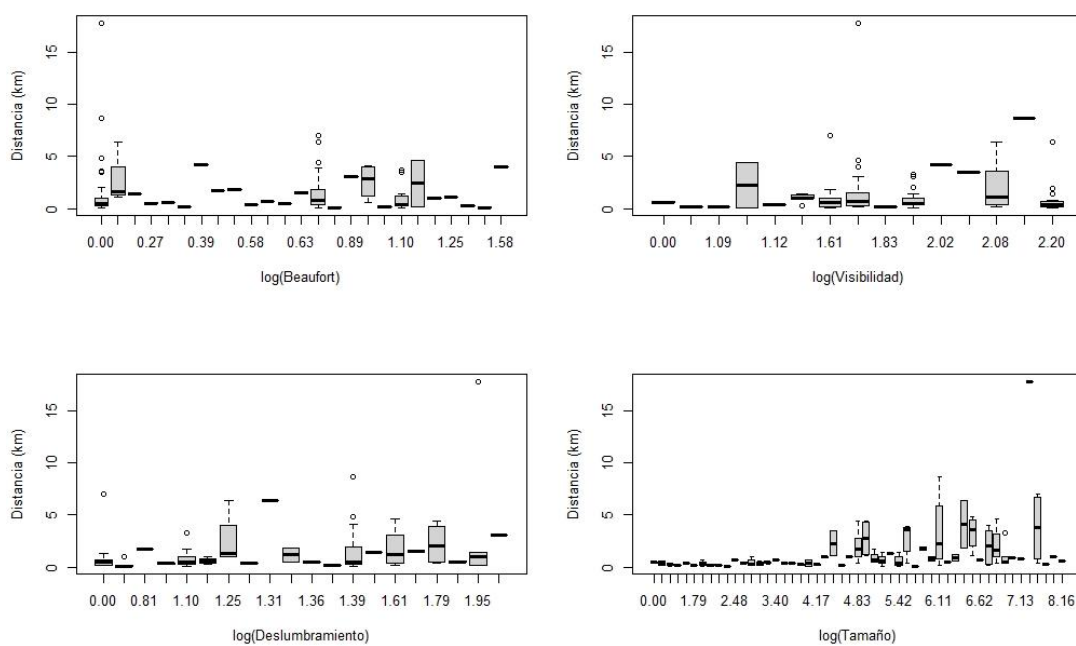 Distancia (km)
15
10
5
0
0.00 0.27 0.39 0.58 0.63 0.89 1.10 1.25 1.58
log(Beaufort)
Distancia (km)
15
10
5
0
0.00 1.09 1.12 1.61 1.83 2.02 2.08 2.20
log(Visibilidad)
Distancia (km)
15
10
5
0
0.00 0.81 1.10 1.25 1.31 1.36 1.39 1.61 1.79 1.95
log(Deslumbramiento)
Distancia (km)
15
10
5
0
0.00 1.79 2.48 3.40 4.17 4.83 5.42 6.11 6.62 7.13 8.16
log(Tamaño)